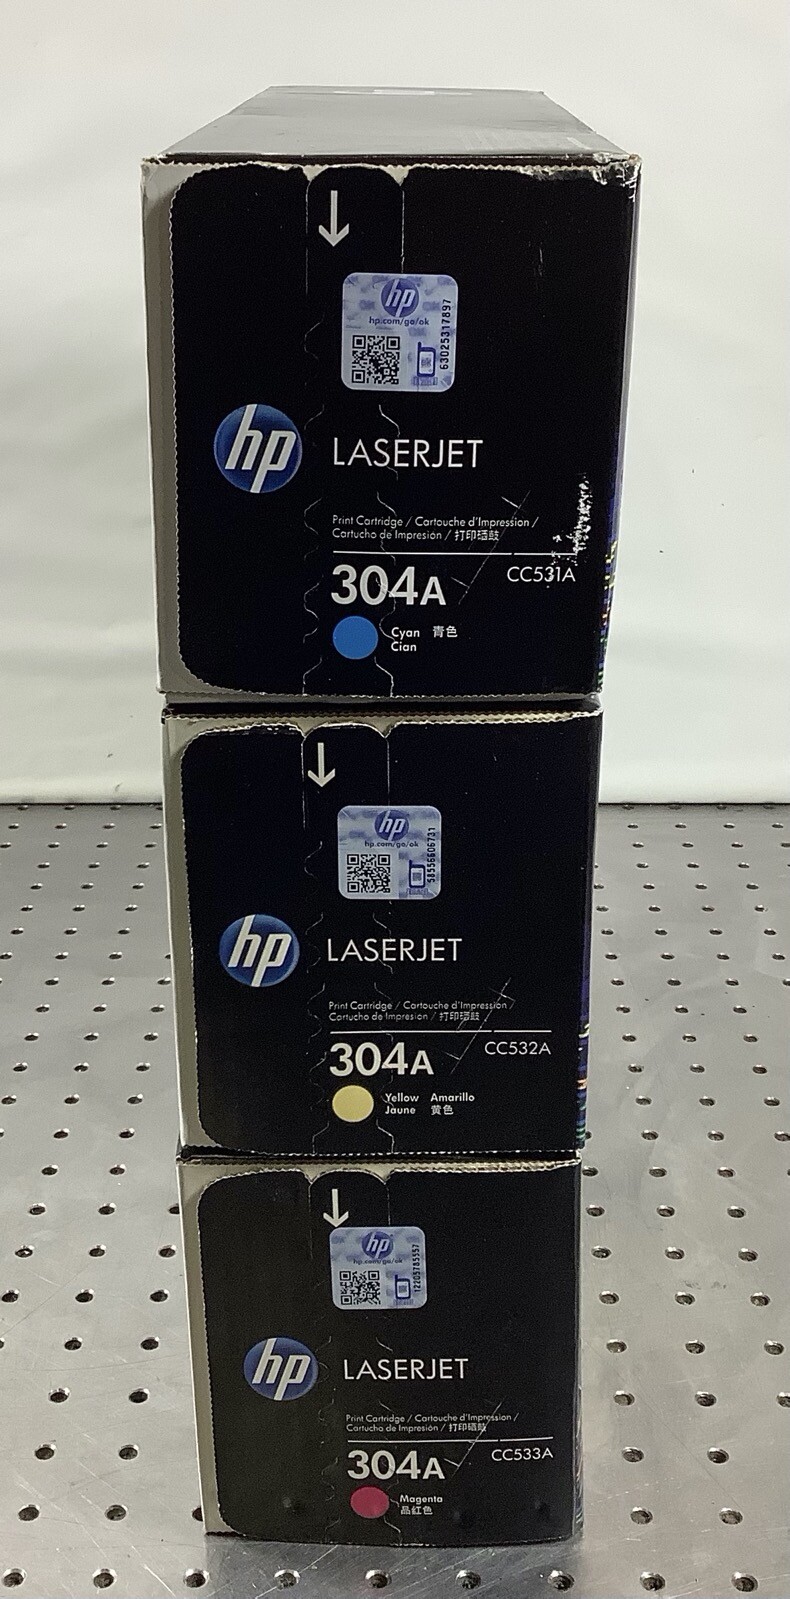 hp
hp.com/go/ok
63025317897
hp
LASERJET
Print Cartridge / Cartouche d'Impression /
Cartucho de Impresión / 打印硒鼓
304A
CC531A
Cyan 青色
Cian
hp
hp.com/go/ok
58556606731
hp
LASERJET
Print Cartridge / Cartouche d'Impression /
Cartucho de Impresión / 打印硒鼓
304A
CC532A
Yellow Amarillo
Jaune 黄色
hp
hp.com/go/ok
12205785557
hp
LASERJET
Print Cartridge / Cartouche d'Impression /
Cartucho de Impresión / 打印硒鼓
304A
CC533A
Magenta
品红色